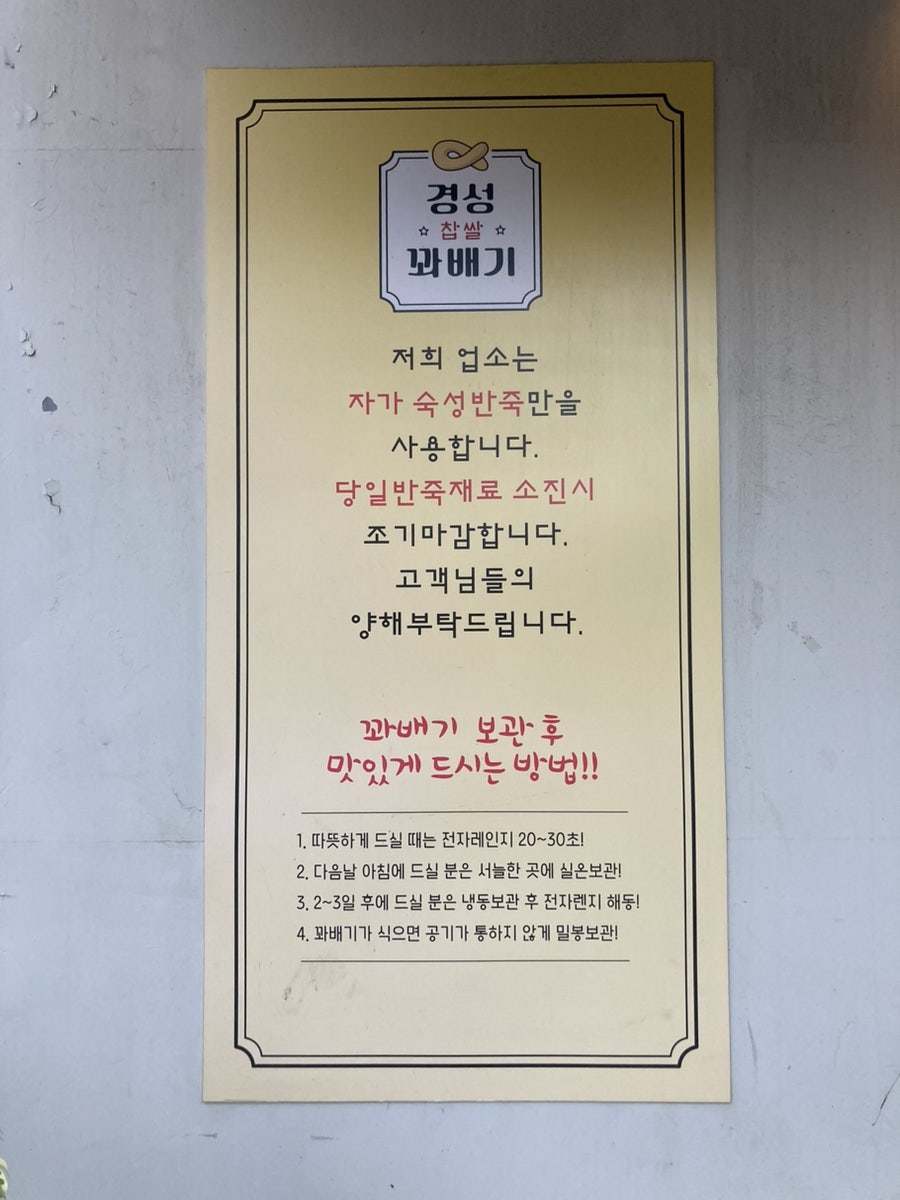 경성
☆ 찹쌀 ☆
꽈배기
저희 업소는
자가 숙성반죽만을
사용합니다.
당일반죽재료 소진시
조기마감합니다.
고객님들의
양해부탁드립니다.
꽈배기 보관 후
맛있게 드시는 방법!!
1. 따뜻하게 드실 때는 전자레인지 20~30초!
2. 다음날 아침에 드실 분은 서늘한 곳에 실온보관!
3. 2~3일 후에 드실 분은 냉동보관 후 전자렌지 해동!
4. 꽈배기가 식으면 공기가 통하지 않게 밀봉보관!